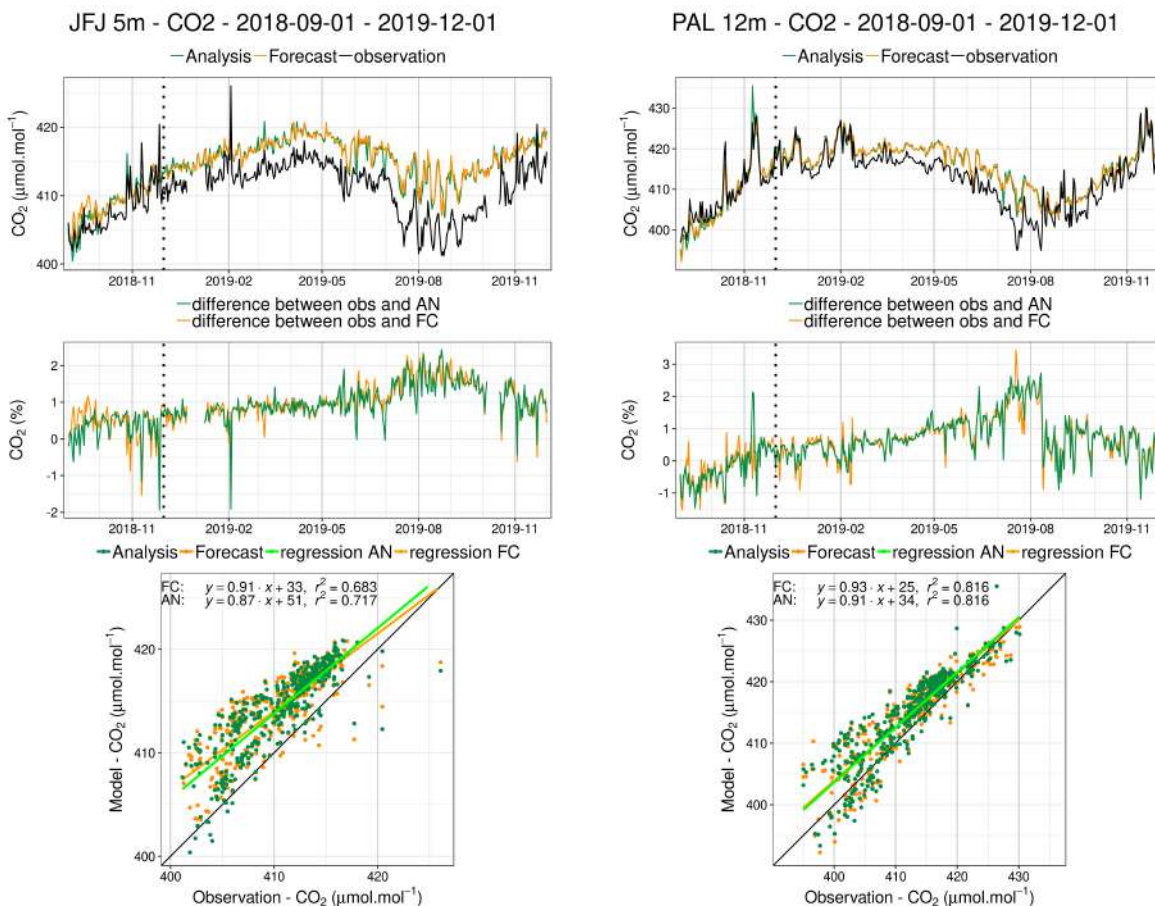 JFJ 5m - CO2 - 2018-09-01 - 2019-12-01
Analysis Forecast observation
CO₂ (μmol.mol⁻¹)
420
410
400
2018-11 2019-02 2019-05 2019-08 2019-11
difference between obs and AN
difference between obs and FC
CO₂ (%)
2
1
0
-1
-2
2018-11 2019-02 2019-05 2019-08 2019-11
Analysis Forecast regression AN regression FC
FC: y = 0.91 · x + 33, r² = 0.683
AN: y = 0.87 · x + 51, r² = 0.717
Model - CO₂ (μmol.mol⁻¹)
420
410
400
400 410 420
Observation - CO₂ (μmol.mol⁻¹)
PAL 12m - CO2 - 2018-09-01 - 2019-12-01
Analysis Forecast observation
CO₂ (μmol.mol⁻¹)
430
420
410
400
2018-11 2019-02 2019-05 2019-08 2019-11
difference between obs and AN
difference between obs and FC
CO₂ (%)
3
2
1
0
-1
2018-11 2019-02 2019-05 2019-08 2019-11
Analysis Forecast regression AN regression FC
FC: y = 0.93 · x + 25, r² = 0.816
AN: y = 0.91 · x + 34, r² = 0.816
Model - CO₂ (μmol.mol⁻¹)
430
420
410
400
400 410 420 430
Observation - CO₂ (μmol.mol⁻¹)